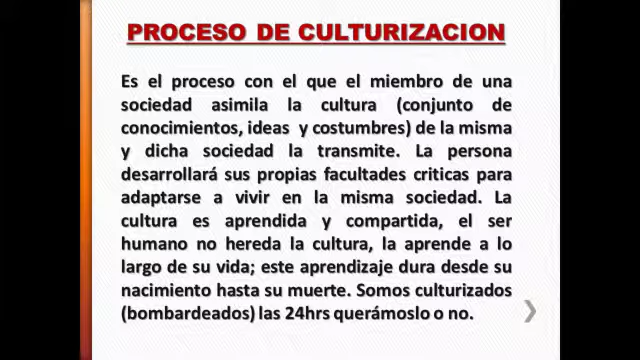 PROCESO DE CULTURIZACION
Es el proceso con el que el miembro de una
sociedad asimila la cultura (conjunto de
conocimientos, ideas y costumbres) de la misma
y dicha sociedad la transmite. La persona
desarrollará sus propias facultades criticas para
adaptarse a vivir en la misma sociedad. La
cultura es aprendida y compartida, el ser
humano no hereda la cultura, la aprende a lo
largo de su vida; este aprendizaje dura desde su
nacimiento hasta su muerte. Somos culturizados
(bombardeados) las 24hrs querámoslo o no.